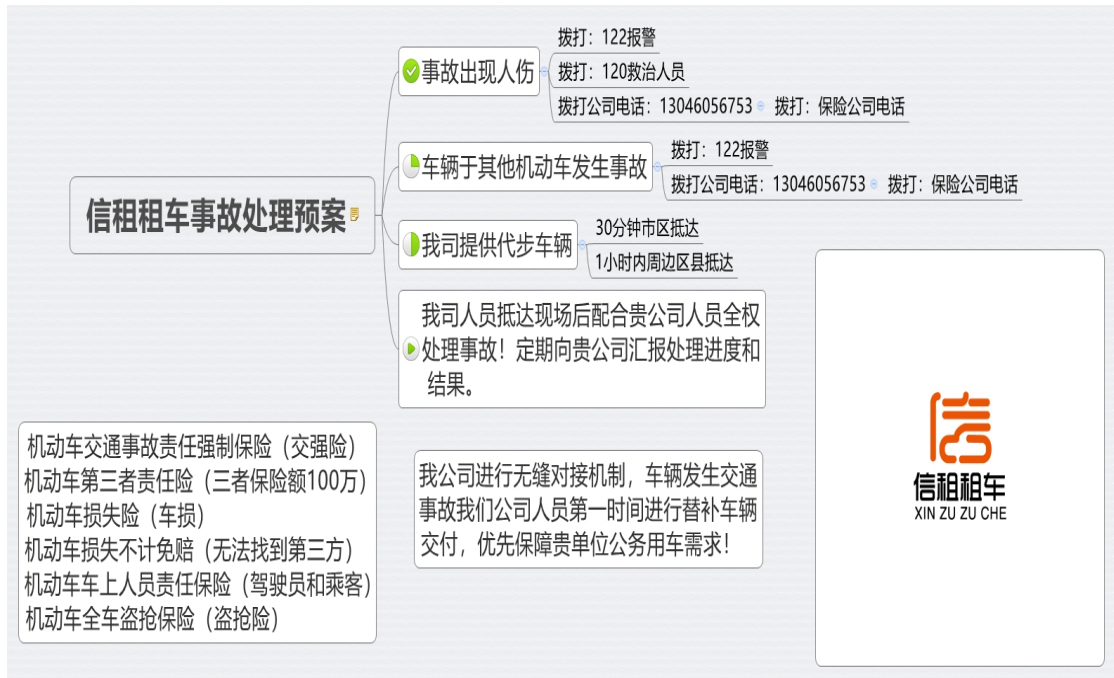 信租租车事故处理预案
事故出现人伤
拨打：122报警
拨打：120救治人员
拨打公司电话：13046056753 拨打：保险公司电话
车辆于其他机动车发生事故
拨打：122报警
拨打公司电话：13046056753 拨打：保险公司电话
我司提供代步车辆
30分钟市区抵达
1小时内周边区县抵达
我司人员抵达现场后配合贵公司人员全权
处理事故！定期向贵公司汇报处理进度和
结果。
机动车交通事故责任强制保险（交强险）
机动车第三者责任险（三者保险额100万）
机动车损失险（车损）
机动车损失不计免赔（无法找到第三方）
机动车车上人员责任保险（驾驶员和乘客）
机动车全车盗抢保险（盗抢险）
我公司进行无缝对接机制，车辆发生交通
事故我们公司人员第一时间进行替补车辆
交付，优先保障贵单位公务用车需求！
信
信租租车
XIN ZU ZU CHE